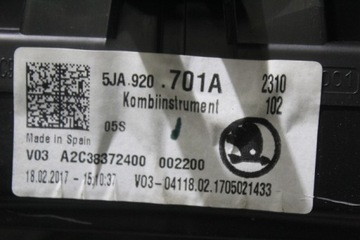 5JA.920 .701A 2310
Kombiinstrument 102
05S
Made in Spain
V03 A2C38372400 002200
18.02.2017 - 15:10:37 V03-04118.02.1705021433